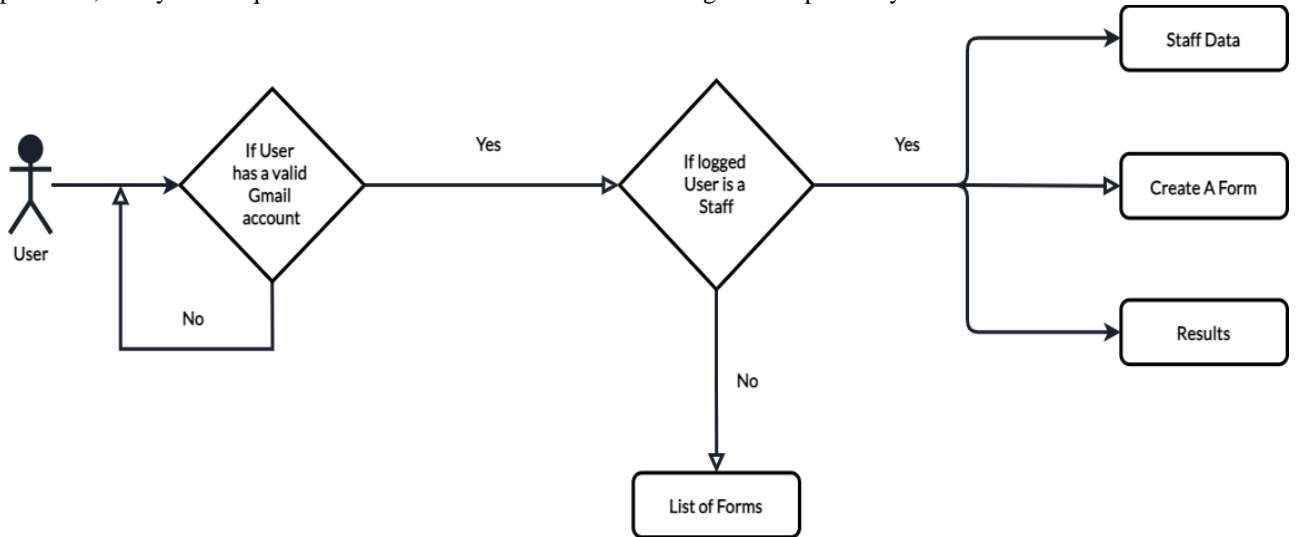 User
If User
has a valid
Gmail
account
No
Yes
If logged
User is a
Staff
Yes
No
List of Forms
Staff Data
Create A Form
Results